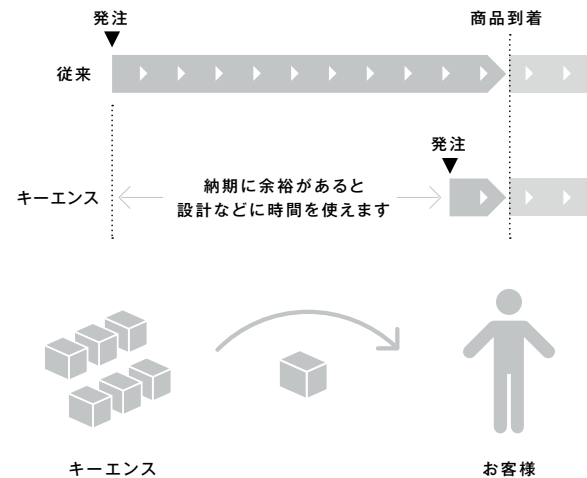 発注
商品到着
従来
発注
キーエンス
納期に余裕があると
設計などに時間を使えます
キーエンス
お客様